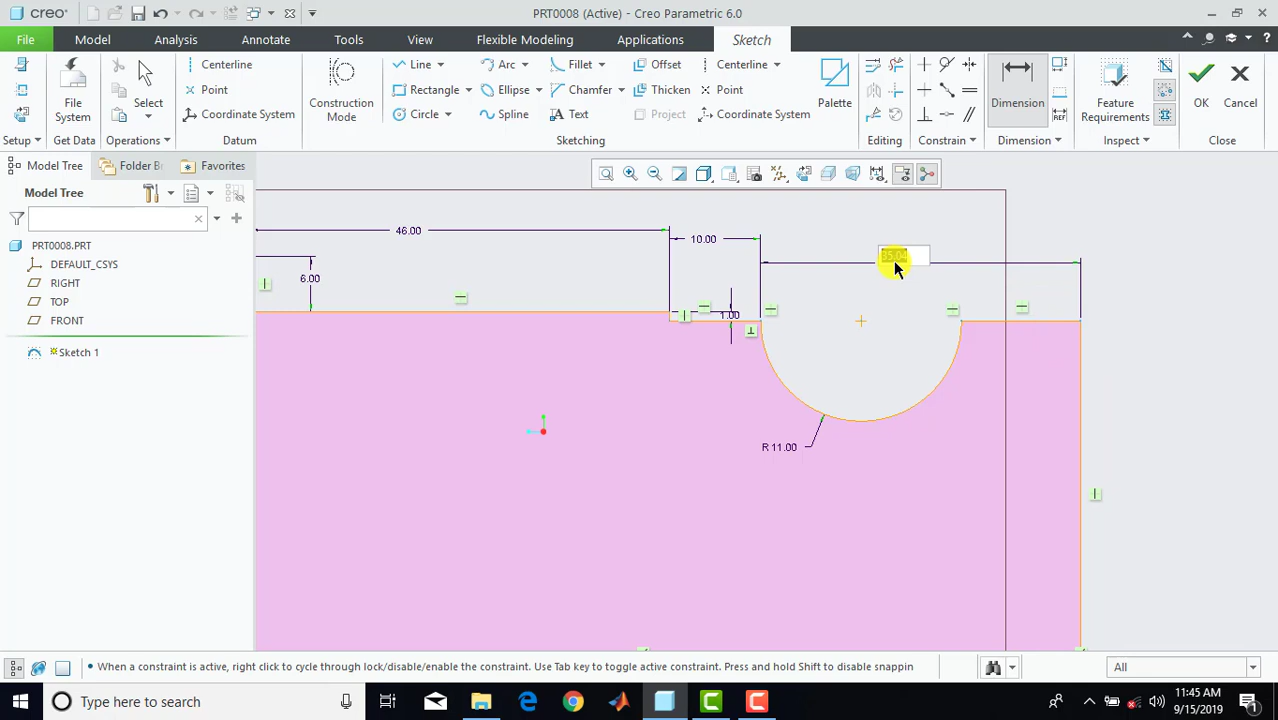 creo
PRT0008 (Active) - Creo Parametric 6.0
File
Model
Analysis
Annotate
Tools
View
Flexible Modeling
Applications
Sketch
Centerline
Point
Coordinate System
File System
Select
Construction Mode
Line
Arc
Fillet
Offset
Centerline
Rectangle
Ellipse
Chamfer
Thicken
Point
Circle
Spline
Text
Project
Coordinate System
Palette
Dimension
Feature Requirements
OK
Cancel
Setup
Get Data
Operations
Datum
Sketching
Editing
Constrain
Dimension
Inspect
Close
Model Tree
Folder B
Favorites
Model Tree
PRT0008.PRT
DEFAULT_CSYS
RIGHT
TOP
FRONT
Sketch 1
46.00
10.00
35.04
6.00
1.00
R 11.00
• When a constraint is active, right click to cycle through lock/disable/enable the constraint. Use Tab key to toggle active constraint. Press and hold Shift to disable snappin
All
Type here to search
11:45 AM
9/15/2019
1